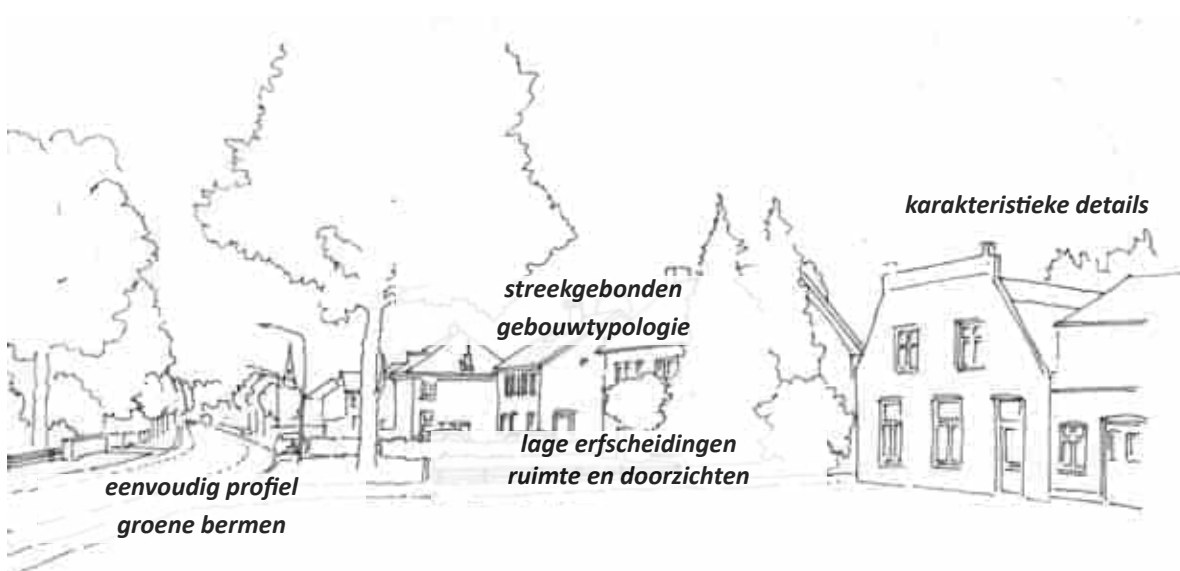 karakteristieke details
streekgebonden
gebouwtypologie
lage erfscheidingen
ruimte en doorzichten
eenvoudig profiel
groene bermen